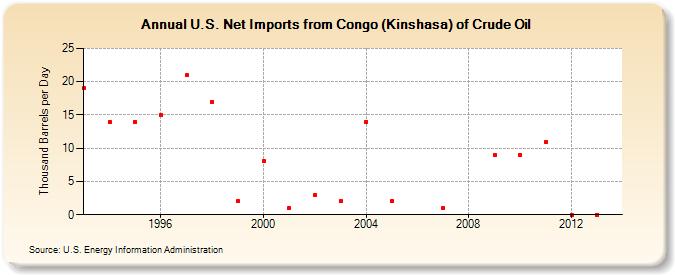 Annual U.S. Net Imports from Congo (Kinshasa) of Crude Oil
Thousand Barrels per Day
25
20
15
10
5
0
1996 2000 2004 2008 2012
Source: U.S. Energy Information Administration